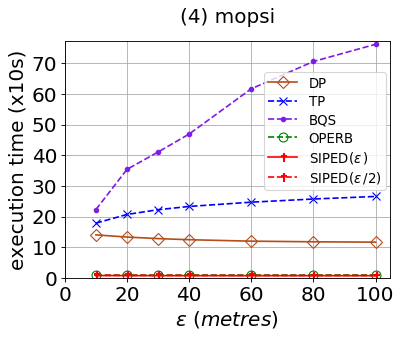 (4) mopsi
execution time (x10s)
70
60
50
40
30
20
10
0
DP
TP
BQS
OPERB
SIPED(ε)
SIPED(ε/2)
0 20 40 60 80 100
ε (metres)